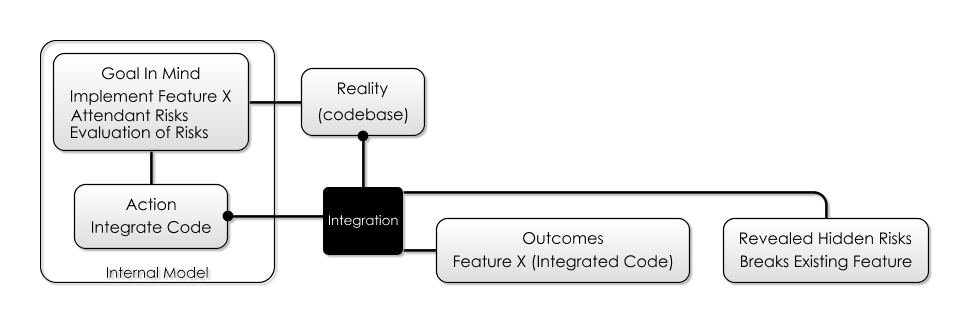 Goal In Mind
Implement Feature X
Attendant Risks
Evaluation of Risks
Reality
(codebase)
Action
Integrate Code
Integration
Internal Model
Outcomes
Feature X (Integrated Code)
Revealed Hidden Risks
Breaks Existing Feature